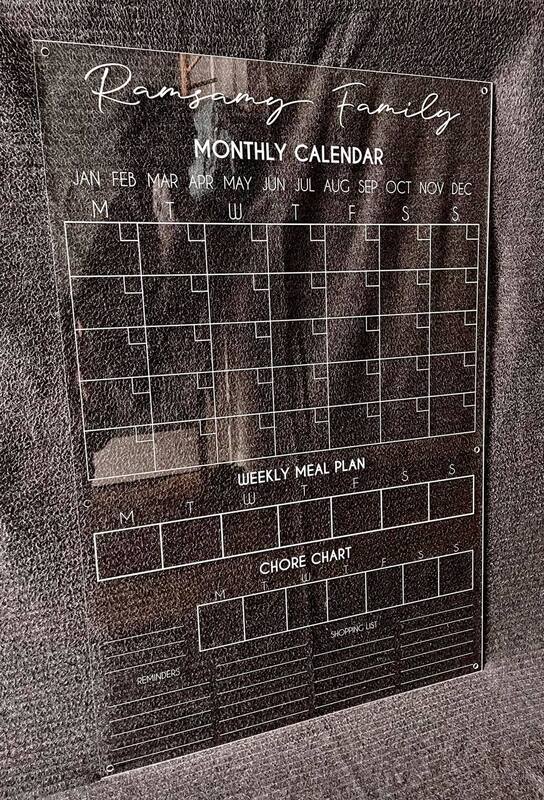 Ramsamy Family
MONTHLY CALENDAR
JAN FEB MAR APR MAY JUN JUL AUG SEP OCT NOV DEC
M T W T F S S
WEEKLY MEAL PLAN
M T W T F S S
CHORE CHART
M T W T F S S
SHOPPING LIST
REMINDERS